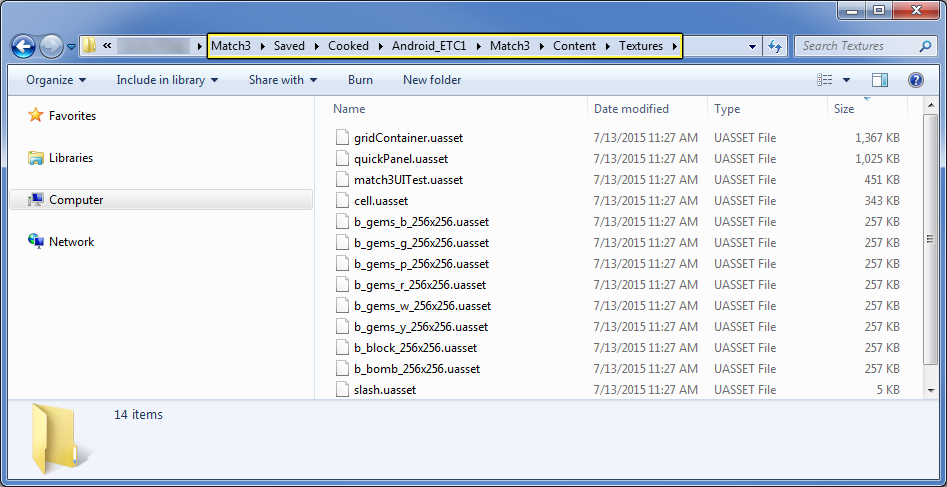 « Match3 Saved Cooked Android_ETC1 Match3 Content Textures Search Textures
Organize Include in library Share with Burn New folder ?
Favorites
Libraries
Computer
Network
Name Date modified Type Size
gridContainer.uasset 7/13/2015 11:27 AM UASSET File 1,367 KB
quickPanel.uasset 7/13/2015 11:27 AM UASSET File 1,025 KB
match3UITest.uasset 7/13/2015 11:27 AM UASSET File 451 KB
cell.uasset 7/13/2015 11:27 AM UASSET File 343 KB
b_gems_b_256x256.uasset 7/13/2015 11:27 AM UASSET File 257 KB
b_gems_g_256x256.uasset 7/13/2015 11:27 AM UASSET File 257 KB
b_gems_p_256x256.uasset 7/13/2015 11:27 AM UASSET File 257 KB
b_gems_r_256x256.uasset 7/13/2015 11:27 AM UASSET File 257 KB
b_gems_w_256x256.uasset 7/13/2015 11:27 AM UASSET File 257 KB
b_gems_y_256x256.uasset 7/13/2015 11:27 AM UASSET File 257 KB
b_block_256x256.uasset 7/13/2015 11:27 AM UASSET File 257 KB
b_bomb_256x256.uasset 7/13/2015 11:27 AM UASSET File 257 KB
slash.uasset 7/13/2015 11:27 AM UASSET File 5 KB
14 items